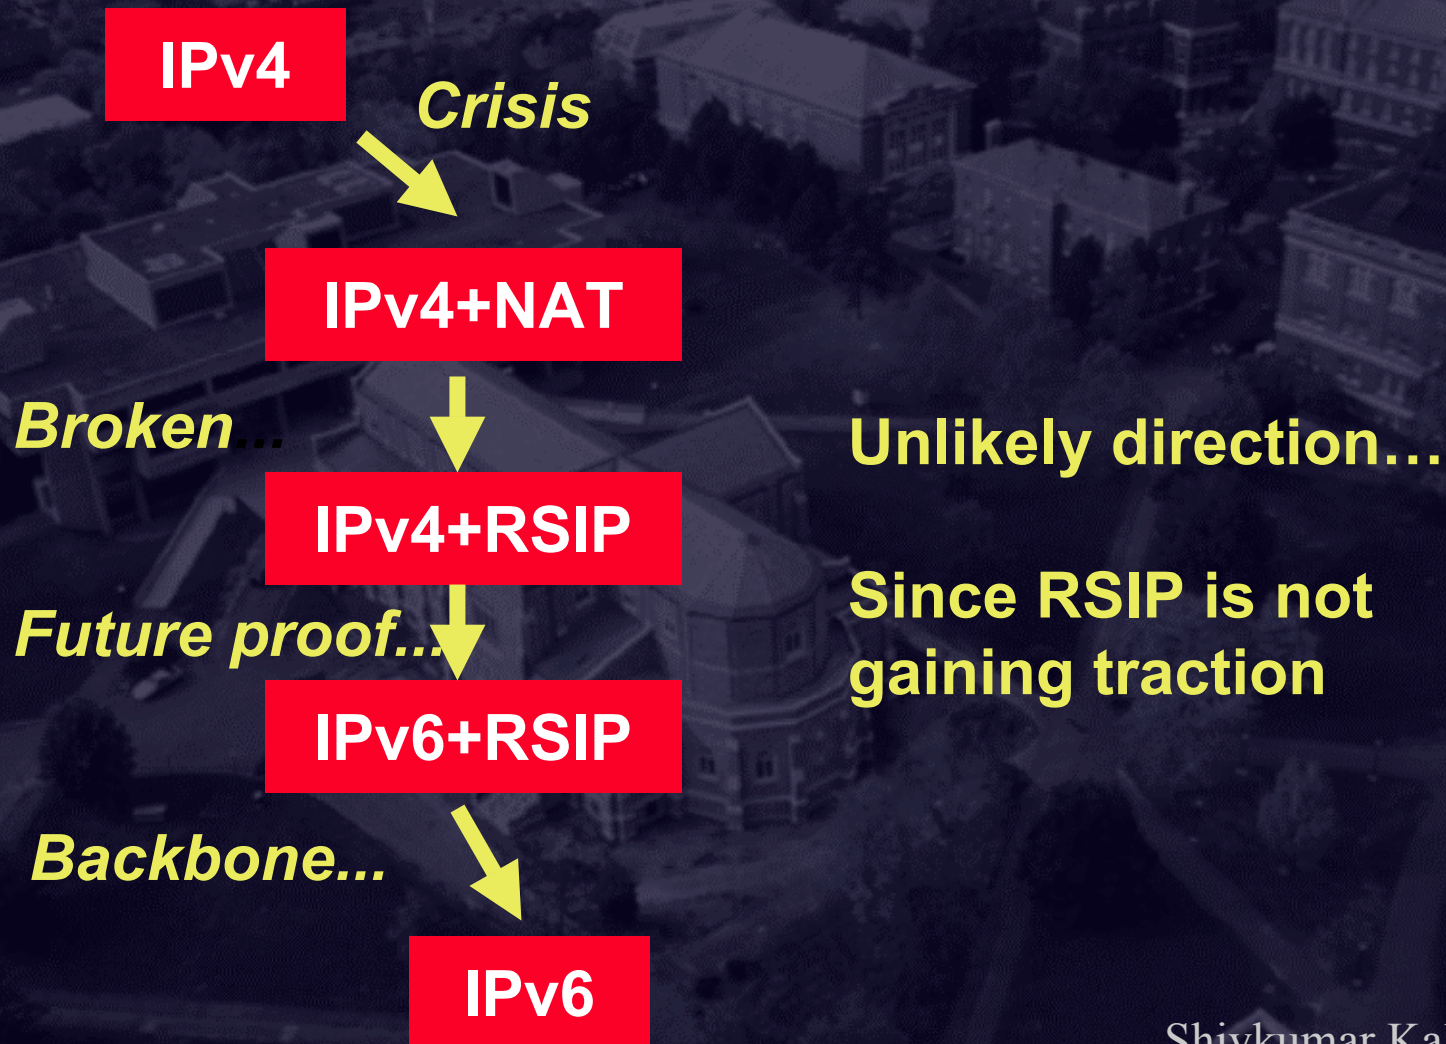 IPv4
Crisis
IPv4+NAT
Broken...
IPv4+RSIP
Future proof...
IPv6+RSIP
Backbone...
IPv6
Unlikely direction…
Since RSIP is not
gaining traction
Shivkumar